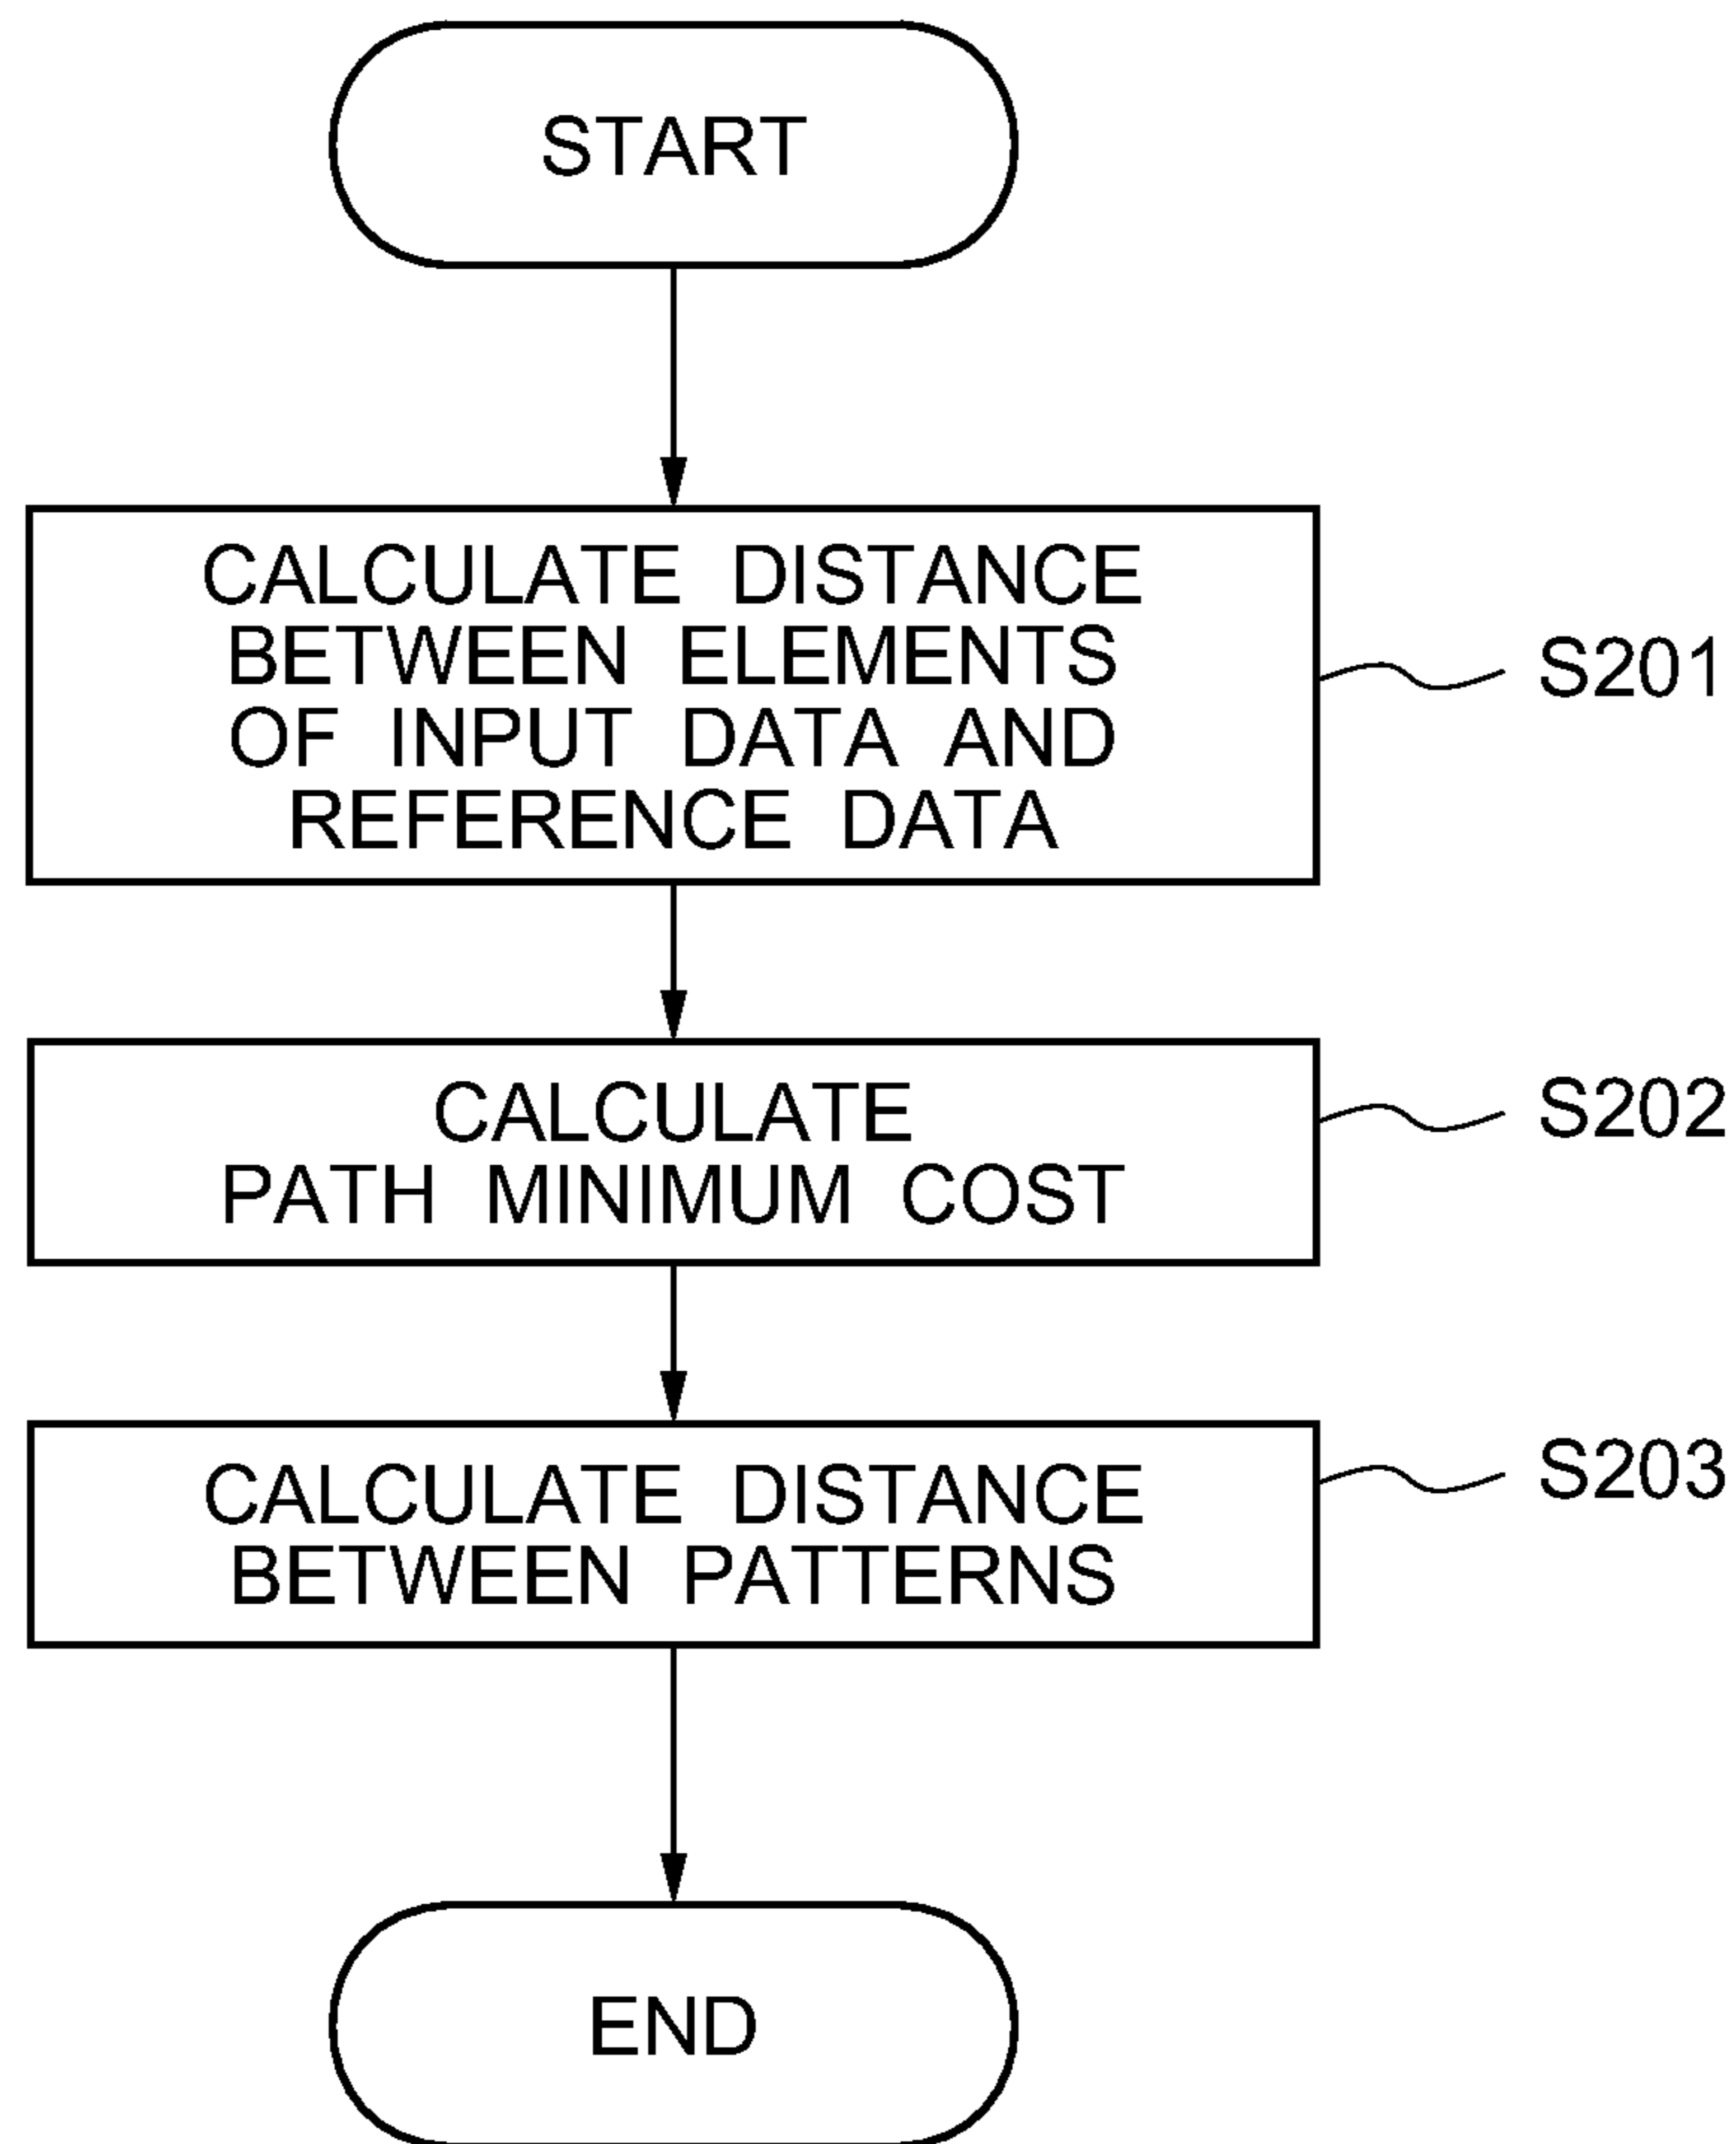 START
CALCULATE DISTANCE
BETWEEN ELEMENTS
OF INPUT DATA AND
REFERENCE DATA
S201
CALCULATE
PATH MINIMUM COST
S202
CALCULATE DISTANCE
BETWEEN PATTERNS
S203
END